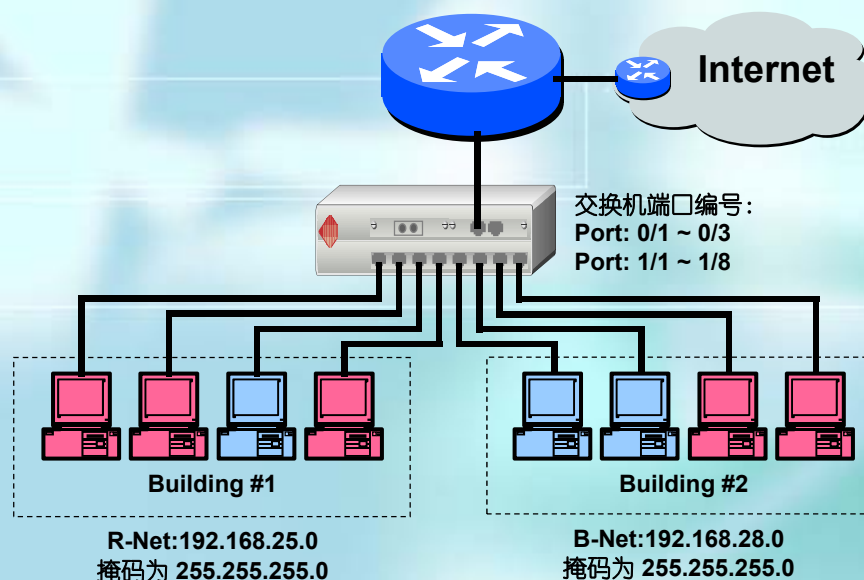 Internet
交换机端口编号：
Port: 0/1 ~ 0/3
Port: 1/1 ~ 1/8
Building #1
Building #2
R-Net:192.168.25.0
掩码为 255.255.255.0
B-Net:192.168.28.0
掩码为 255.255.255.0